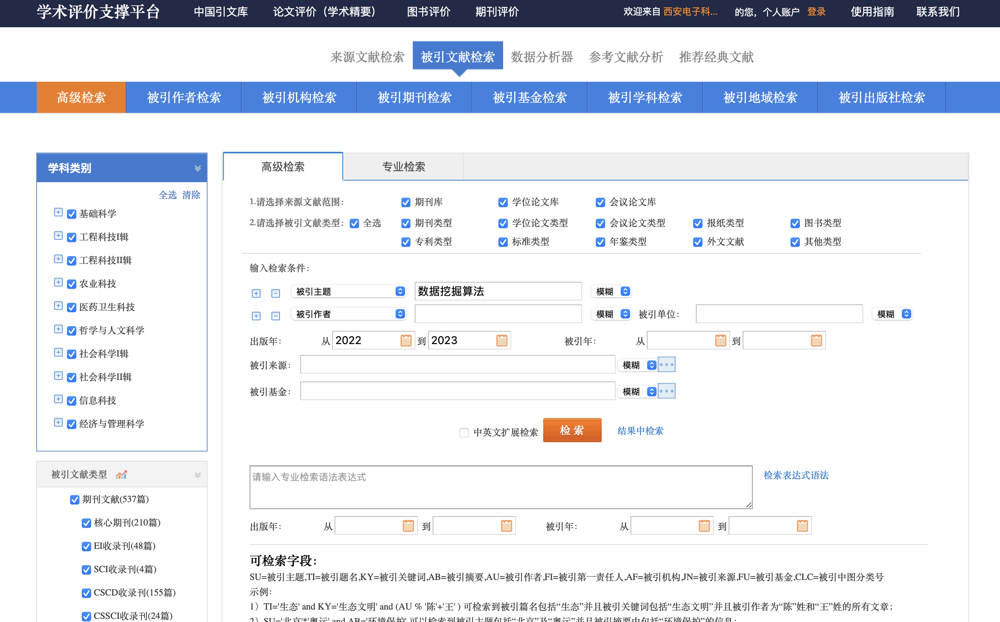 学术评价支撑平台 中国引文库 论文评价（学术精要） 图书评价 期刊评价 欢迎来自 西安电子科... 的您，个人账户 登录 使用指南 联系我们
来源文献检索 被引文献检索 数据分析器 参考文献分析 推荐经典文献
高级检索 被引作者检索 被引机构检索 被引期刊检索 被引基金检索 被引学科检索 被引地域检索 被引出版社检索
学科类别
全选 清除
基础科学
工程科技I辑
工程科技II辑
农业科技
医药卫生科技
哲学与人文科学
社会科学I辑
社会科学II辑
信息科技
经济与管理科学
被引文献类型
期刊文献(537篇)
核心期刊(210篇)
EI收录刊(48篇)
SCI收录刊(4篇)
CSCD收录刊(155篇)
CSSCI收录刊(24篇)
高级检索 专业检索
1.请选择来源文献范围： 期刊库 学位论文库 会议论文库
2.请选择被引文献类型： 全选 期刊类型 学位论文类型 会议论文类型 报纸类型 图书类型
专利类型 标准类型 年鉴类型 外文文献 其他类型
输入检索条件：
被引主题 数据挖掘算法 模糊
被引作者 模糊 被引单位： 模糊
出版年： 从 2022 到 2023 被引年： 从 到
被引来源： 模糊
被引基金： 模糊
中英文扩展检索 检索 结果中检索
请输入专业检索语法表达式 检索表达式语法
出版年： 从 到 被引年： 从 到
可检索字段：
SU=被引主题,TI=被引题名,KY=被引关键词,AB=被引摘要,AU=被引作者,FI=被引第一责任人,AF=被引机构,JN=被引来源,FU=被引基金,CLC=被引中图分类号
示例：
1）TI='生态' and KY='生态文明' and (AU % '陈'+'王' ) 可检索到被引篇名包括“生态”并且被引关键词包括“生态文明”并且被引作者为“陈”姓和“王”姓的所有文章；
2）SU='北京'*'奥运' and AB='环境保护' 可以检索到被引主题包括“北京”及“奥运”并且被引摘要中包括“环境保护”的信息；